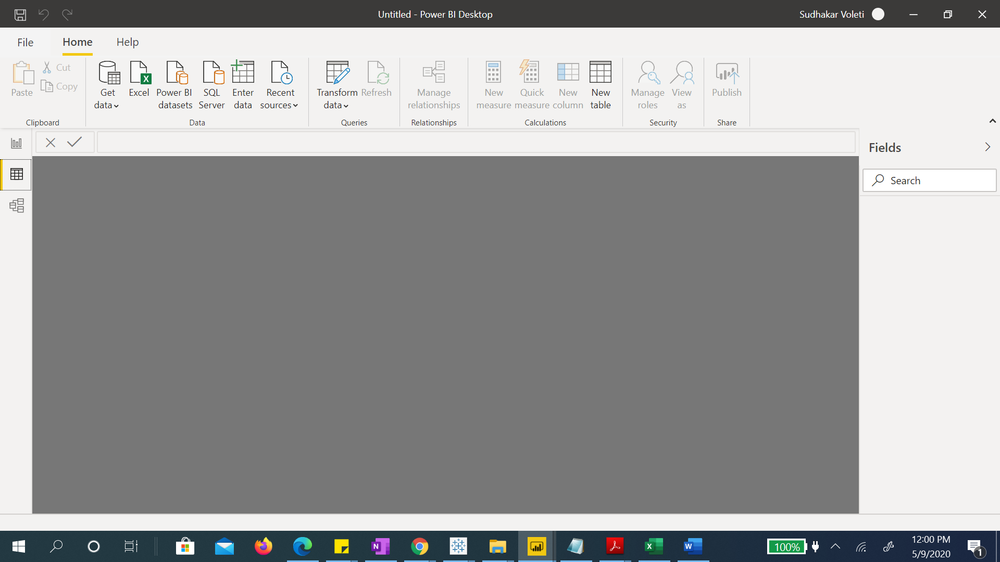 Untitled - Power BI Desktop
Sudhakar Voleti
File
Home
Help
Paste
Cut
Copy
Clipboard
Get
data
Excel
Power BI
datasets
SQL
Server
Enter
data
Recent
sources
Data
Transform
data
Refresh
Queries
Manage
relationships
Relationships
New
measure
Quick
measure
New
column
New
table
Calculations
Manage
roles
View
as
Security
Publish
Share
Fields
Search
X
N
X
W
100%
12:00 PM
5/9/2020
1